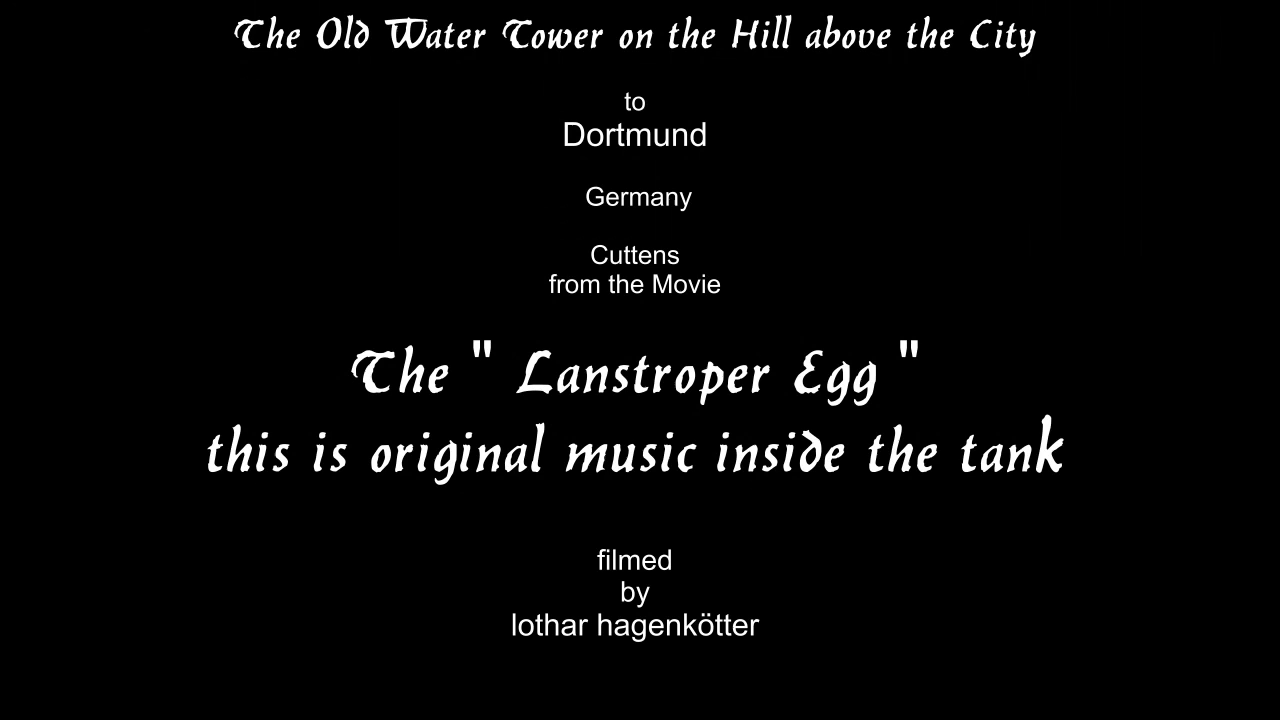 The Old Water Tower on the Hill above the City
to
Dortmund
Germany
Cuttens
from the Movie
The " Lanstroper Egg "
this is original music inside the tank
filmed
by
lothar hagenkötter